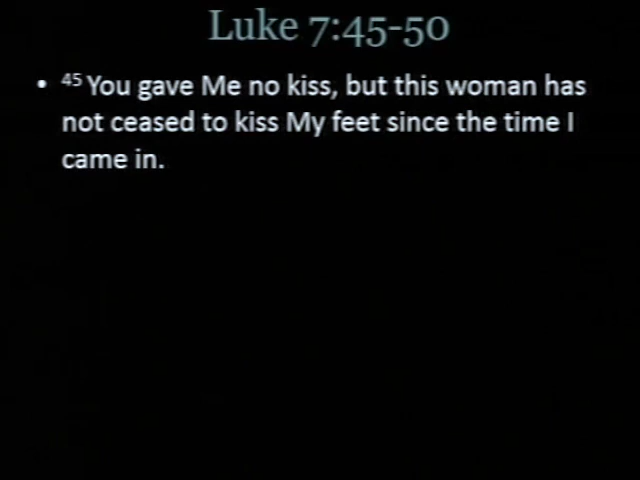 Luke 7:45-50
• 45 You gave Me no kiss, but this woman has
not ceased to kiss My feet since the time I
came in.